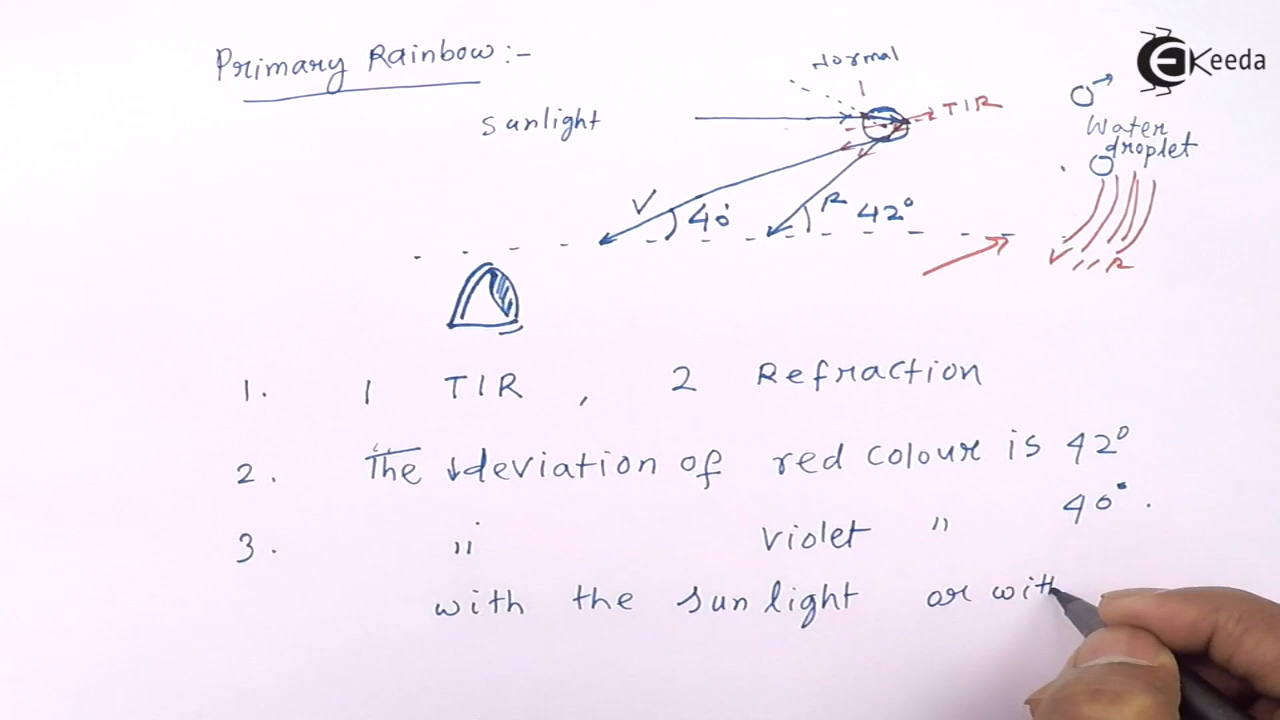 Primary Rainbow:-
Normal
Keeda
Sunlight
TIR
Water
droplet
V 40° R 42°
V " R
1. 1 TIR , 2 Refraction
2. The deviation of red colour is 42°
3. " violet " 40°.
with the sunlight or with